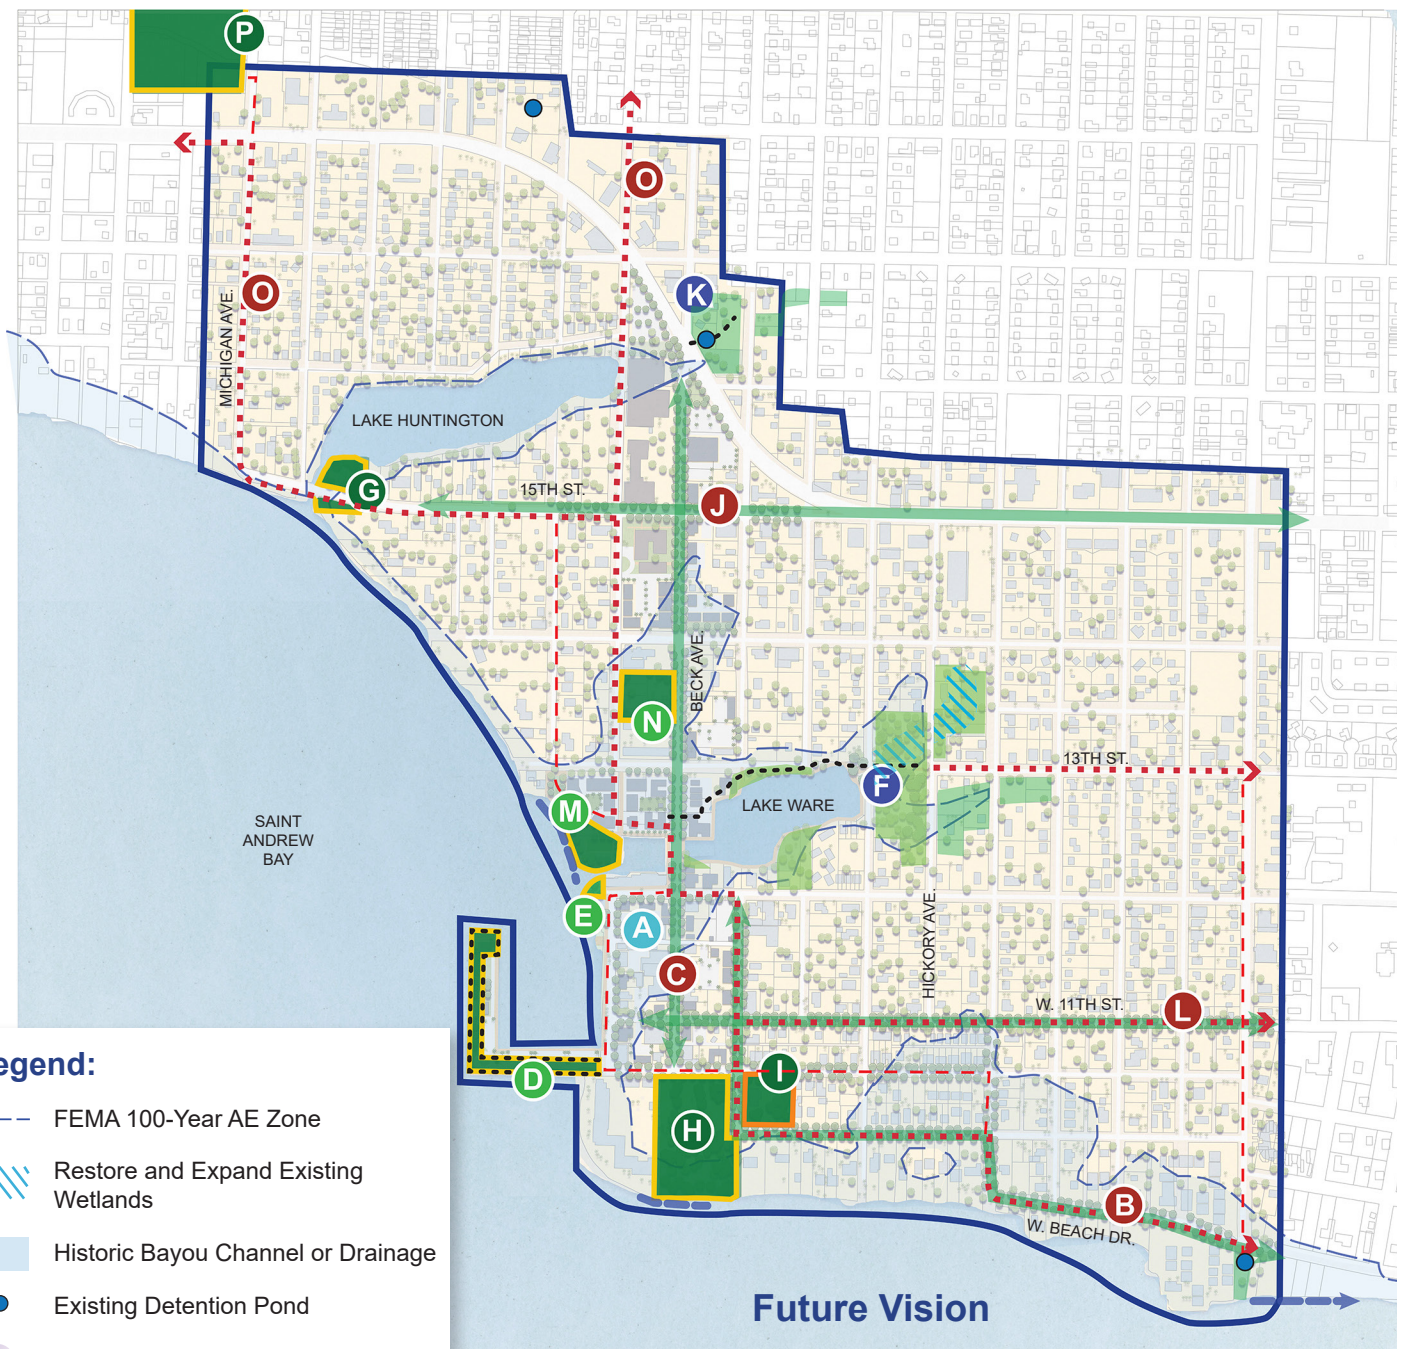 P
O
O
K
MICHIGAN AVE.
LAKE HUNTINGTON
G
15TH ST.
J
BECK AVE.
N
13TH ST.
F
LAKE WARE
M
SAINT
ANDREW
BAY
E
A
HICKORY AVE.
C
W. 11TH ST.
L
D
I
H
B
W. BEACH DR.
egend:
FEMA 100-Year AE Zone
Restore and Expand Existing
Wetlands
Historic Bayou Channel or Drainage
Existing Detention Pond
Future Vision